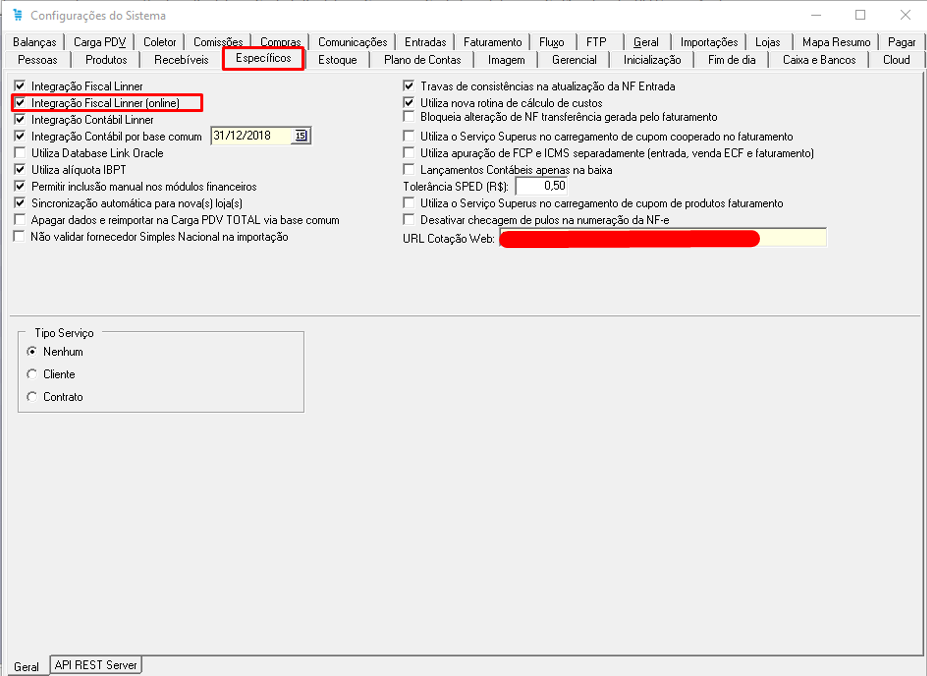 Configurações do Sistema
Balanças Carga PDV Coletor Comissões Compras Comunicações Entradas Faturamento Fluxo FTP Geral Importações Lojas Mapa Resumo Pagar
Pessoas Produtos Recebíveis Específicos Estoque Plano de Contas Imagem Gerencial Inicialização Fim de dia Caixa e Bancos Cloud
Integração Fiscal Linner
Integração Fiscal Linner (online)
Integração Contábil Linner
Integração Contábil por base comum 31/12/2018 15
Utiliza Database Link Oracle
Utiliza alíquota IBPT
Permitir inclusão manual nos módulos financeiros
Sincronização automática para nova(s) loja(s)
Apagar dados e reimportar na Carga PDV TOTAL via base comum
Não validar fornecedor Simples Nacional na importação
Travas de consistências na atualização da NF Entrada
Utiliza nova rotina de cálculo de custos
Bloqueia alteração de NF transferência gerada pelo faturamento
Utiliza o Serviço Superus no carregamento de cupom cooperado no faturamento
Utiliza apuração de FCP e ICMS separadamente (entrada, venda ECF e faturamento)
Lançamentos Contábeis apenas na baixa
Tolerância SPED (R$): 0,50
Utiliza o Serviço Superus no carregamento de cupom de produtos faturamento
Desativar checagem de pulos na numeração da NF-e
URL Cotação Web:
Tipo Serviço
Nenhum
Cliente
Contrato
Geral API REST Server